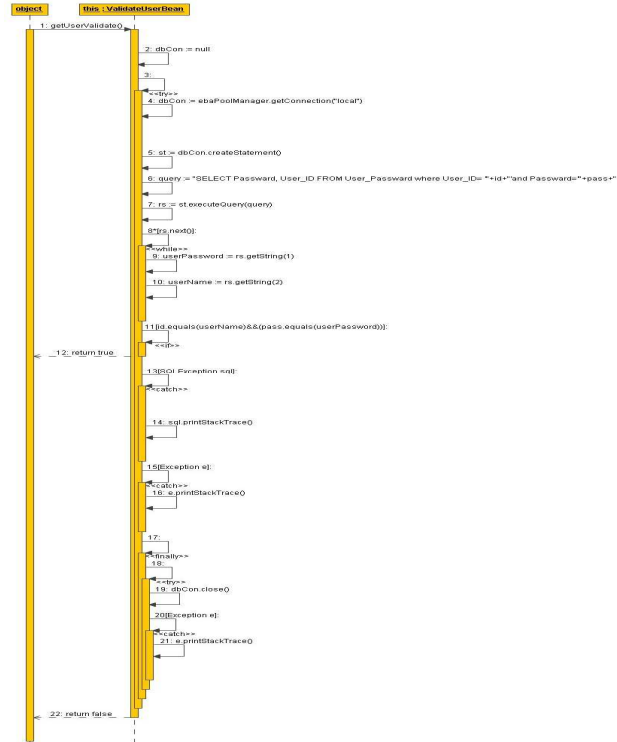 object
this : ValidateUserBean
1: getUserValidate()
2: dbCon := null
3:
<<try>>
4: dbCon := ebaPoolManager.getConnection("local")
5: st := dbCon.createStatement()
6: query := "SELECT Password, User_ID FROM User_Password where User_ID= '"+id+"'and Password='"+pass+"
7: rs := st.executeQuery(query)
8*[rs.next()]:
<<while>>
9: userPassword := rs.getString(1)
10: userName := rs.getString(2)
11[id.equals(userName)&&(pass.equals(userPassword))]:
<<if>>
12: return true
13[SQLException sql]:
<<catch>>
14: sql.printStackTrace()
15[Exception e]:
<<catch>>
16: e.printStackTrace()
17:
<<finally>>
18:
<<try>>
19: dbCon.close()
20[Exception e]:
<<catch>>
21: e.printStackTrace()
22: return false